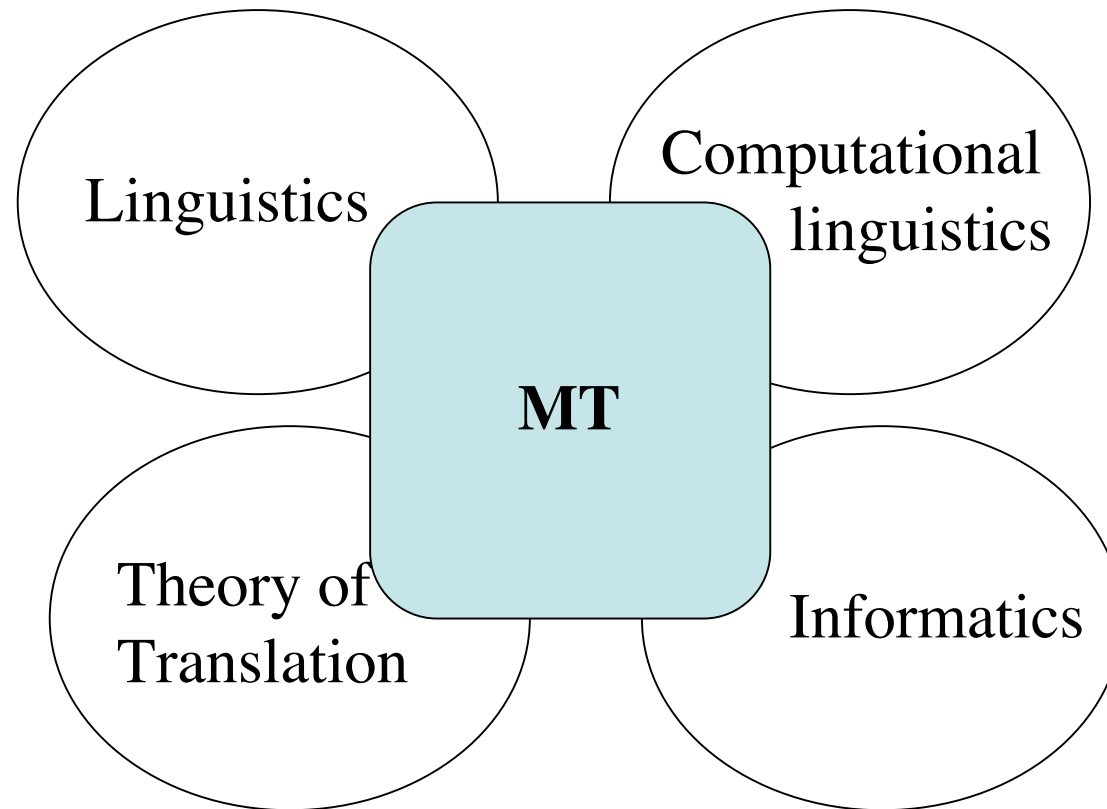 Linguistics
Computational
linguistics
MT
Theory of
Translation
Informatics